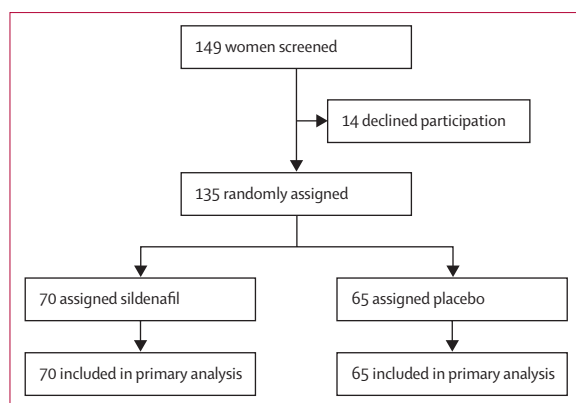 149 women screened
14 declined participation
135 randomly assigned
70 assigned sildenafil
65 assigned placebo
70 included in primary analysis
65 included in primary analysis